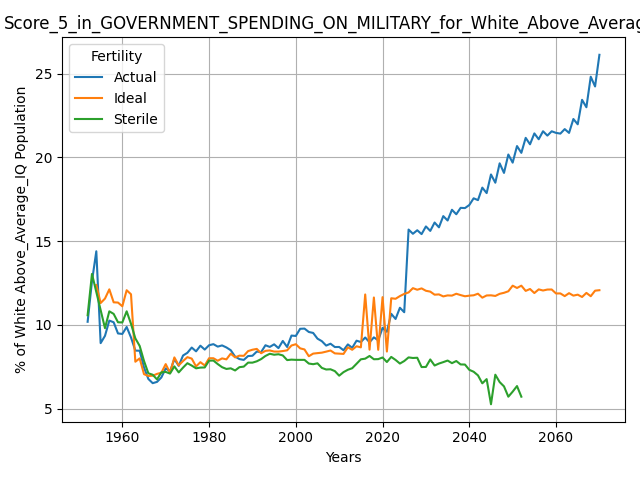 Score_5_in_GOVERNMENT_SPENDING_ON_MILITARY_for_White_Above_Averag
Fertility
Actual
Ideal
Sterile
% of White Above_Average_IQ Population
25
20
15
10
5
1960 1980 2000 2020 2040 2060
Years